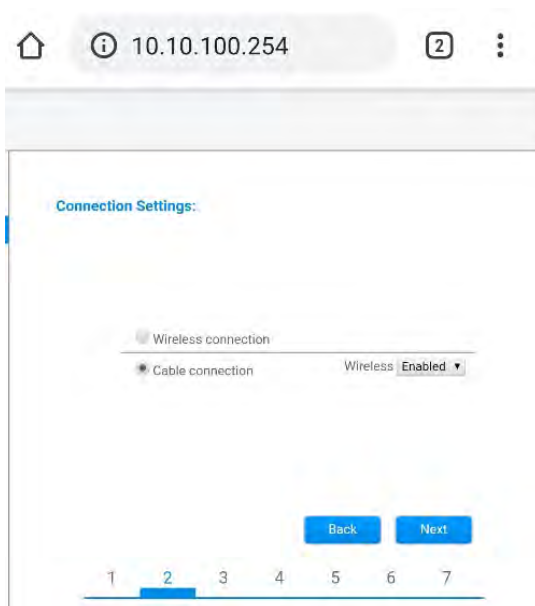 10.10.100.254 2
Connection Settings:
Wireless connection
Cable connection Wireless Enabled
Back Next
1 2 3 4 5 6 7